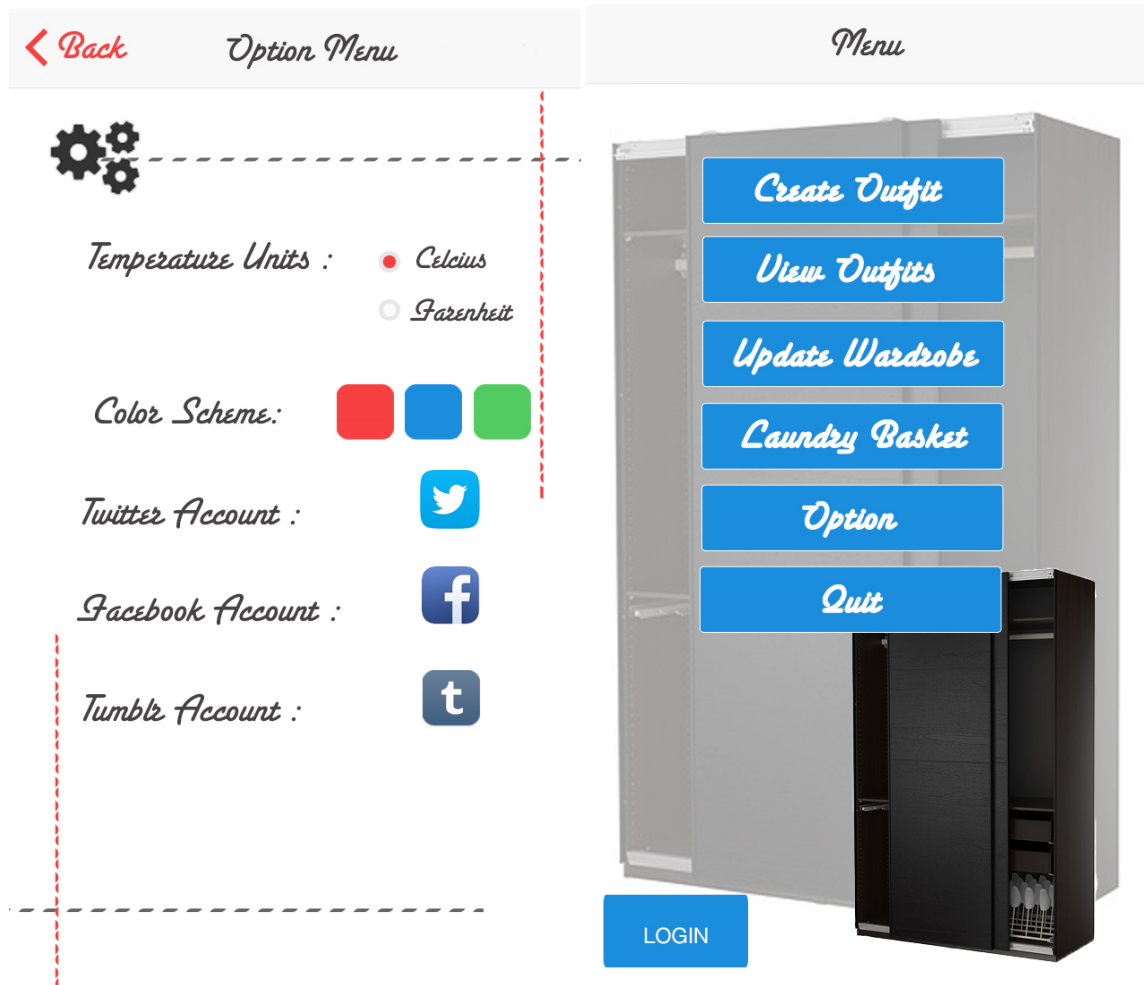 Back
Option Menu
Temperature Units :
Celcius
Farenheit
Color Scheme:
Twitter Account :
Facebook Account :
f
Tumblr Account :
t
Menu
Create Outfit
View Outfits
Update Wardrobe
Laundry Basket
Option
Quit
LOGIN